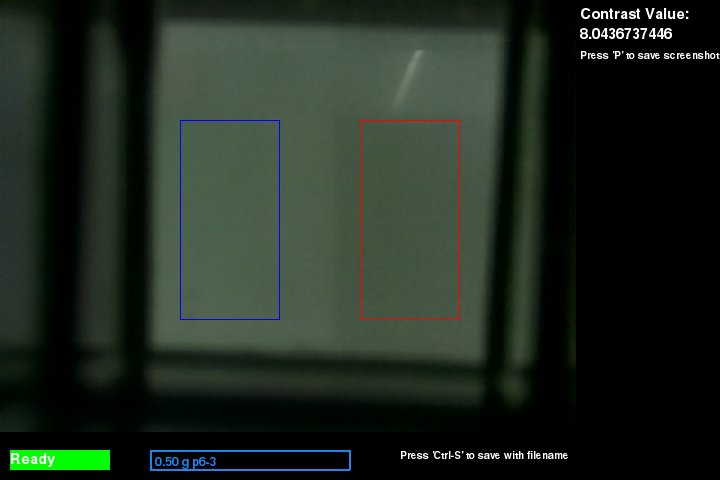 Contrast Value:
8.0436737446
Press 'P' to save screenshot
Ready
0.50 g p6-3
Press 'Ctrl-S' to save with filename